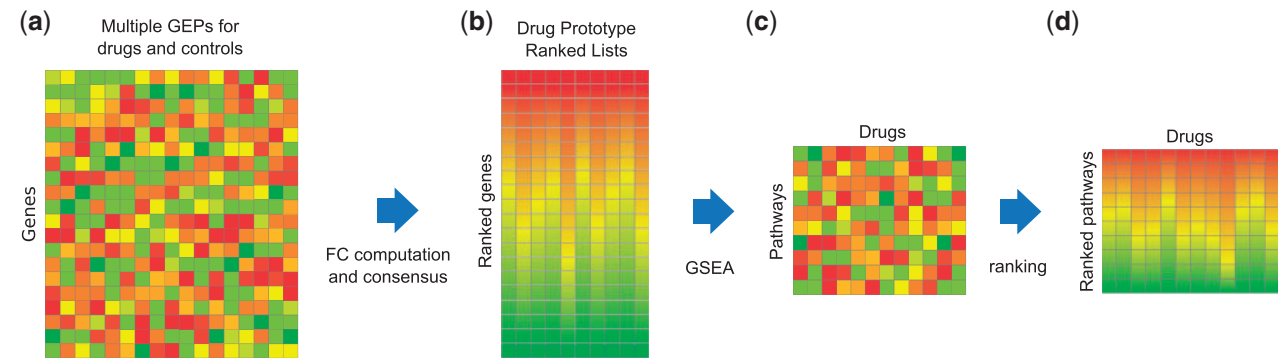 (a)
Multiple GEPs for
drugs and controls
Genes
FC computation
and consensus
(b)
Drug Prototype
Ranked Lists
Ranked genes
GSEA
(c)
Drugs
Pathways
ranking
(d)
Drugs
Ranked pathways